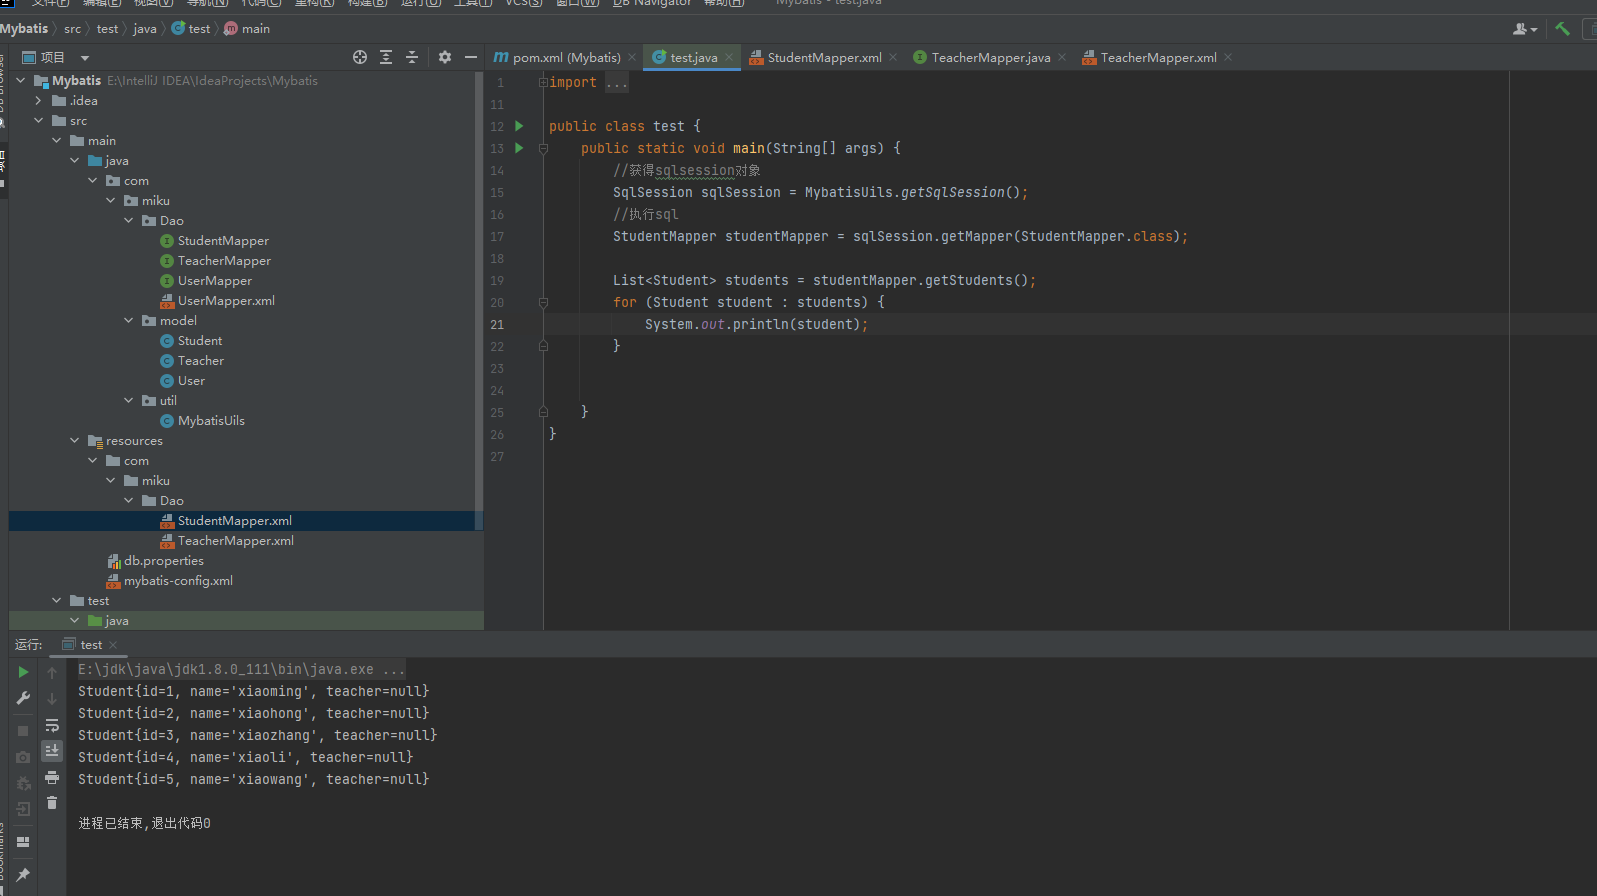 文件(F) 编辑(E) 视图(V) 导航(N) 代码(C) 重构(R) 构建(B) 运行(U) 工具(T) VCS(S) 窗口(W) DB Navigator 帮助(H) Mybatis - test.java
Mybatis src test java test main
项目
pom.xml (Mybatis) test.java StudentMapper.xml TeacherMapper.java TeacherMapper.xml
Mybatis E:\IntelliJ IDEA\IdeaProjects\Mybatis
.idea
src
main
java
com
miku
Dao
StudentMapper
TeacherMapper
UserMapper
UserMapper.xml
model
Student
Teacher
User
util
MybatisUils
resources
com
miku
Dao
StudentMapper.xml
TeacherMapper.xml
db.properties
mybatis-config.xml
test
java
1 import ...
11
12 public class test {
13 public static void main(String[] args) {
14 //获得sqlsession对象
15 SqlSession sqlSession = MybatisUils.getSqlSession();
16 //执行sql
17 StudentMapper studentMapper = sqlSession.getMapper(StudentMapper.class);
18
19 List<Student> students = studentMapper.getStudents();
20 for (Student student : students) {
21 System.out.println(student);
22 }
23
24
25 }
26 }
27
运行: test
E:\jdk\java\jdk1.8.0_111\bin\java.exe ...
Student{id=1, name='xiaoming', teacher=null}
Student{id=2, name='xiaohong', teacher=null}
Student{id=3, name='xiaozhang', teacher=null}
Student{id=4, name='xiaoli', teacher=null}
Student{id=5, name='xiaowang', teacher=null}
进程已结束,退出代码0